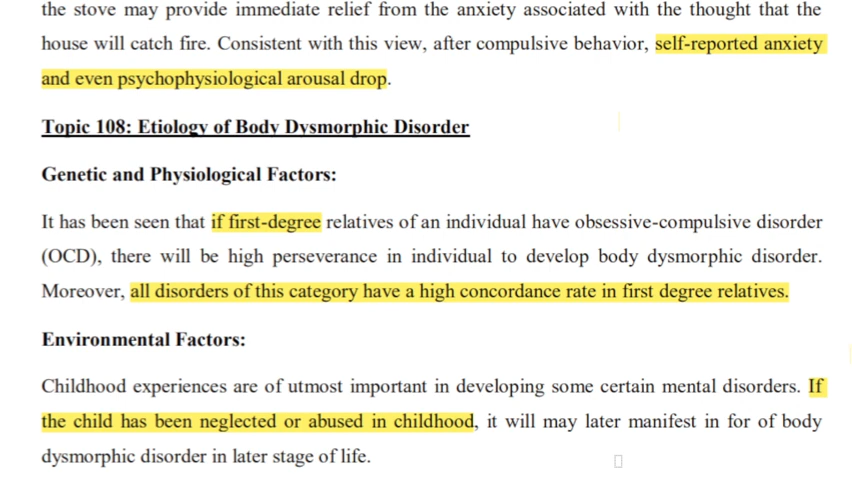 the stove may provide immediate relief from the anxiety associated with the thought that the
house will catch fire. Consistent with this view, after compulsive behavior, self-reported anxiety
and even psychophysiological arousal drop.
Topic 108: Etiology of Body Dysmorphic Disorder
Genetic and Physiological Factors:
It has been seen that if first-degree relatives of an individual have obsessive-compulsive disorder
(OCD), there will be high perseverance in individual to develop body dysmorphic disorder.
Moreover, all disorders of this category have a high concordance rate in first degree relatives.
Environmental Factors:
Childhood experiences are of utmost important in developing some certain mental disorders. If
the child has been neglected or abused in childhood, it will may later manifest in for of body
dysmorphic disorder in later stage of life.